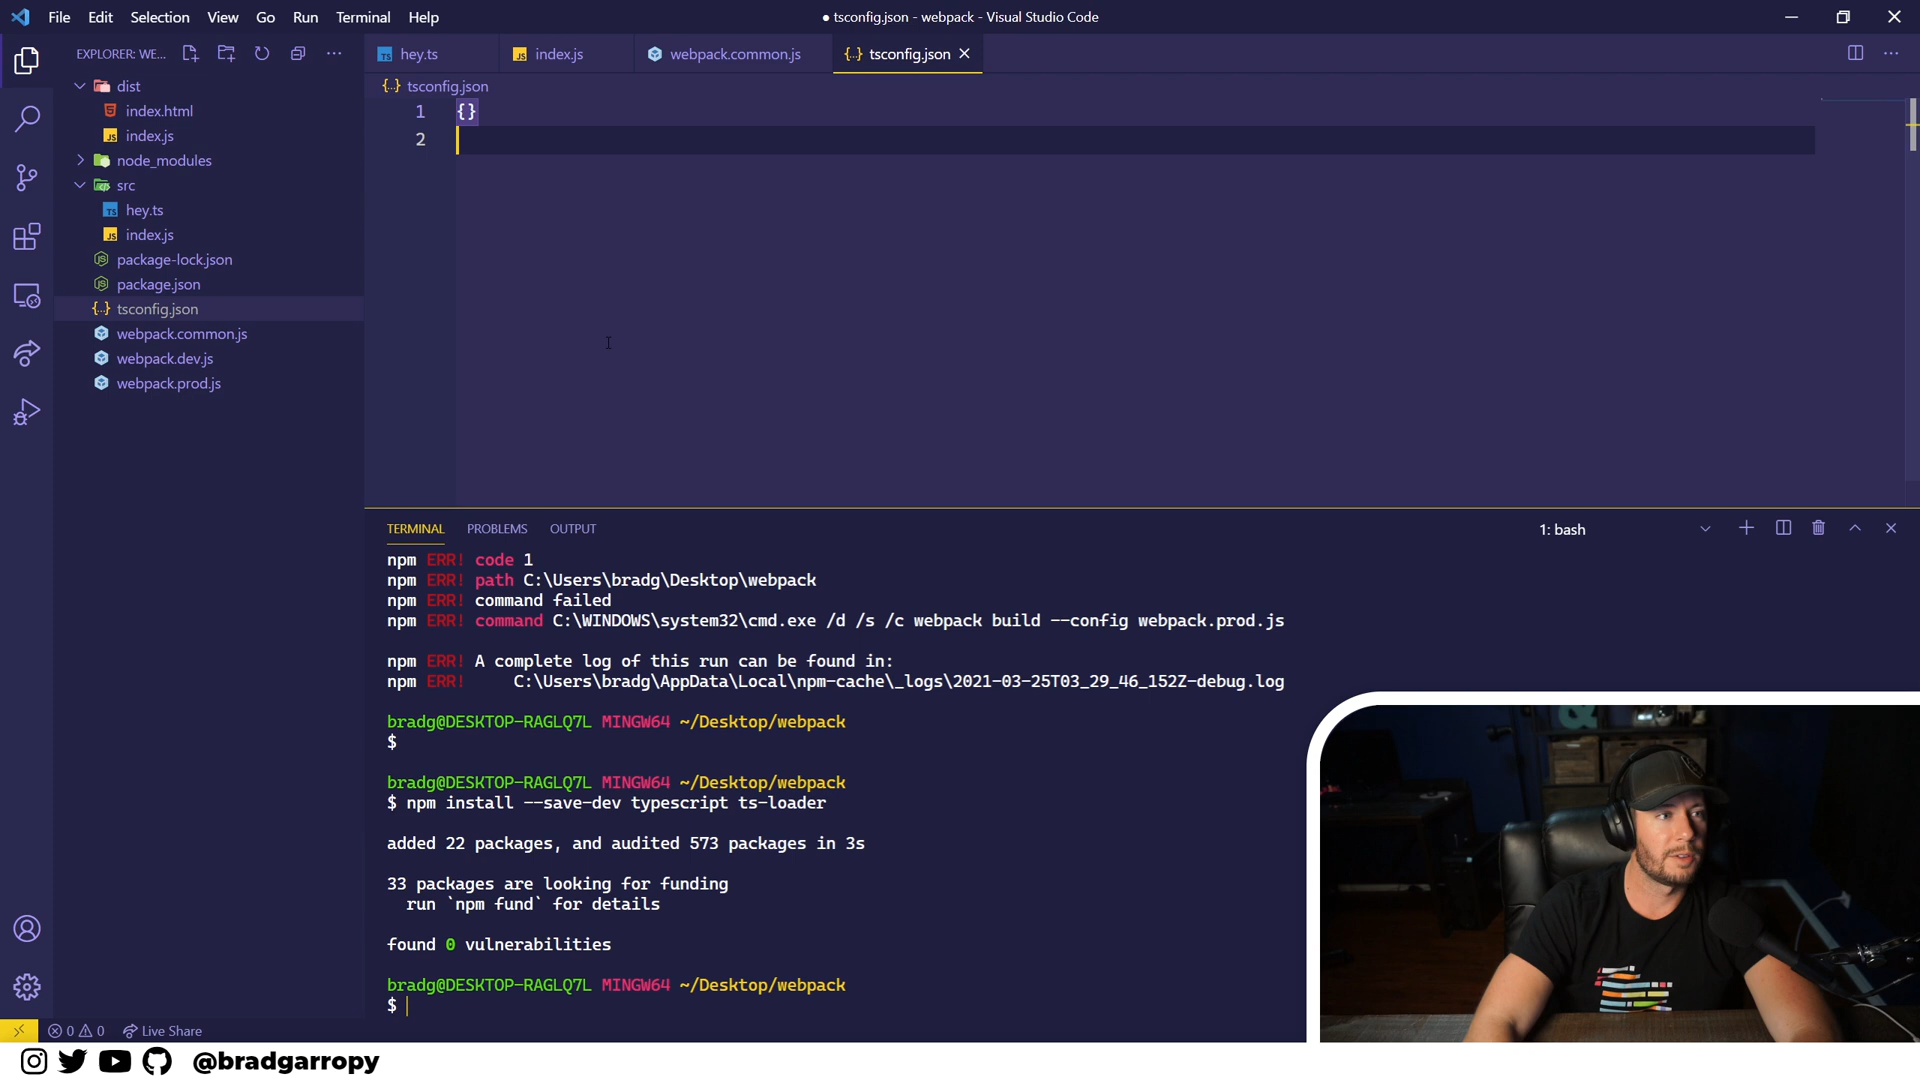 File Edit Selection View Go Run Terminal Help
● tsconfig.json - webpack - Visual Studio Code
EXPLORER: WE...
hey.ts
index.js
webpack.common.js
{..} tsconfig.json
dist
index.html
index.js
node_modules
src
hey.ts
index.js
package-lock.json
package.json
{..} tsconfig.json
webpack.common.js
webpack.dev.js
webpack.prod.js
{..} tsconfig.json
1 {}
2
TERMINAL PROBLEMS OUTPUT
1: bash
npm ERR! code 1
npm ERR! path C:\Users\bradg\Desktop\webpack
npm ERR! command failed
npm ERR! command C:\WINDOWS\system32\cmd.exe /d /s /c webpack build --config webpack.prod.js
npm ERR! A complete log of this run can be found in:
npm ERR!     C:\Users\bradg\AppData\Local\npm-cache\_logs\2021-03-25T03_29_46_152Z-debug.log
bradg@DESKTOP-RAGLQ7L MINGW64 ~/Desktop/webpack
$
bradg@DESKTOP-RAGLQ7L MINGW64 ~/Desktop/webpack
$ npm install --save-dev typescript ts-loader
added 22 packages, and audited 573 packages in 3s
33 packages are looking for funding
run `npm fund` for details
found 0 vulnerabilities
bradg@DESKTOP-RAGLQ7L MINGW64 ~/Desktop/webpack
$
0 0 Live Share
@bradgarropy